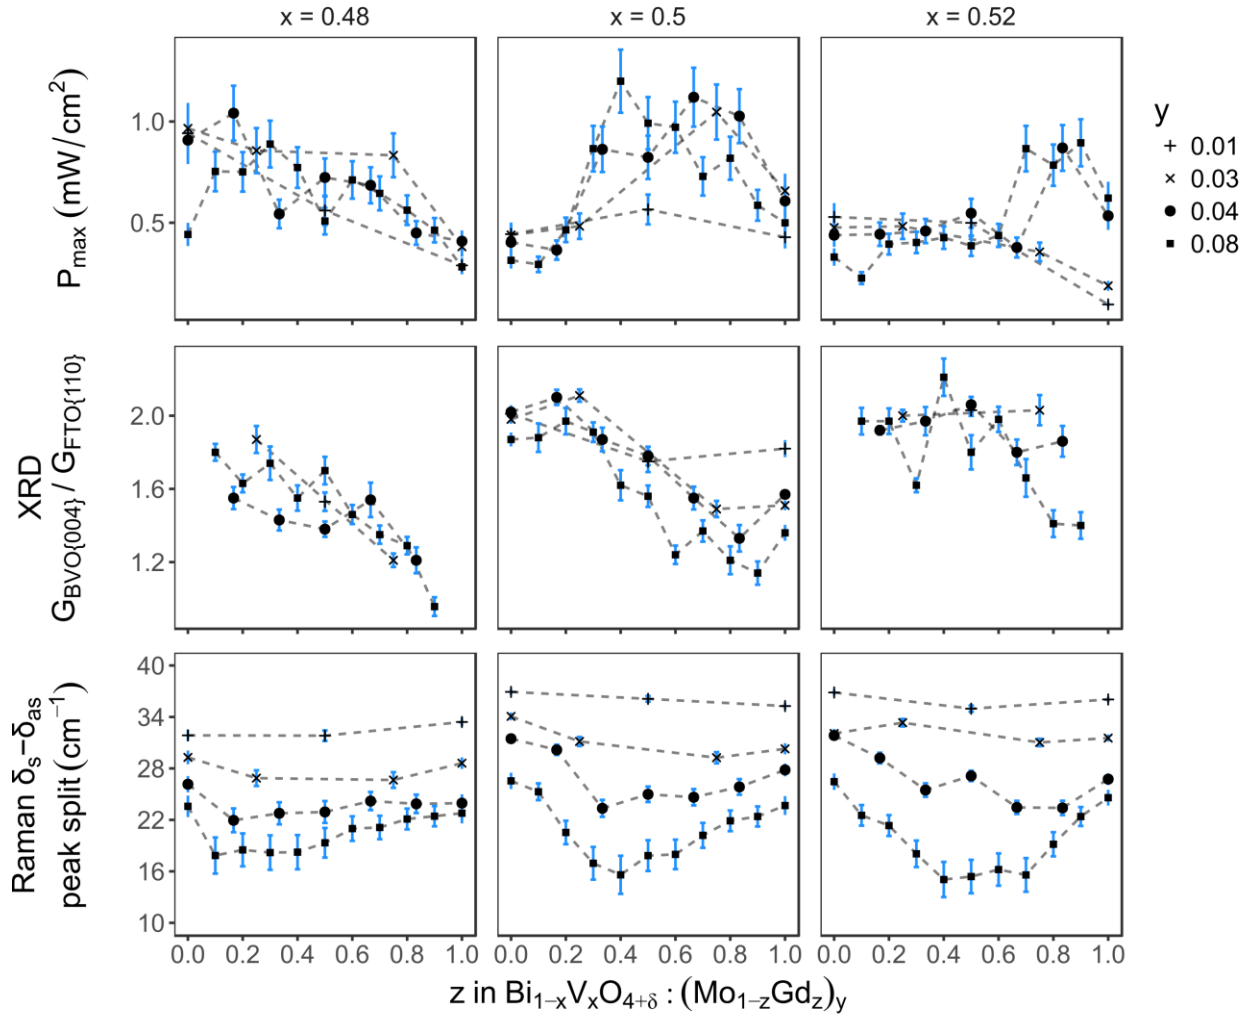 x = 0.48
x = 0.5
x = 0.52
Pmax (mW/cm²)
1.0
0.5
y
0.01
0.03
0.04
0.08
XRD
GBVO{004} / GFTO{110}
2.0
1.6
1.2
Raman δs−δas
peak split(cm⁻¹)
40
34
28
22
16
10
0.0 0.2 0.4 0.6 0.8 1.0
0.0 0.2 0.4 0.6 0.8 1.0
0.0 0.2 0.4 0.6 0.8 1.0
z in Bi1−xVxO4+δ : (Mo1−zGdz)y